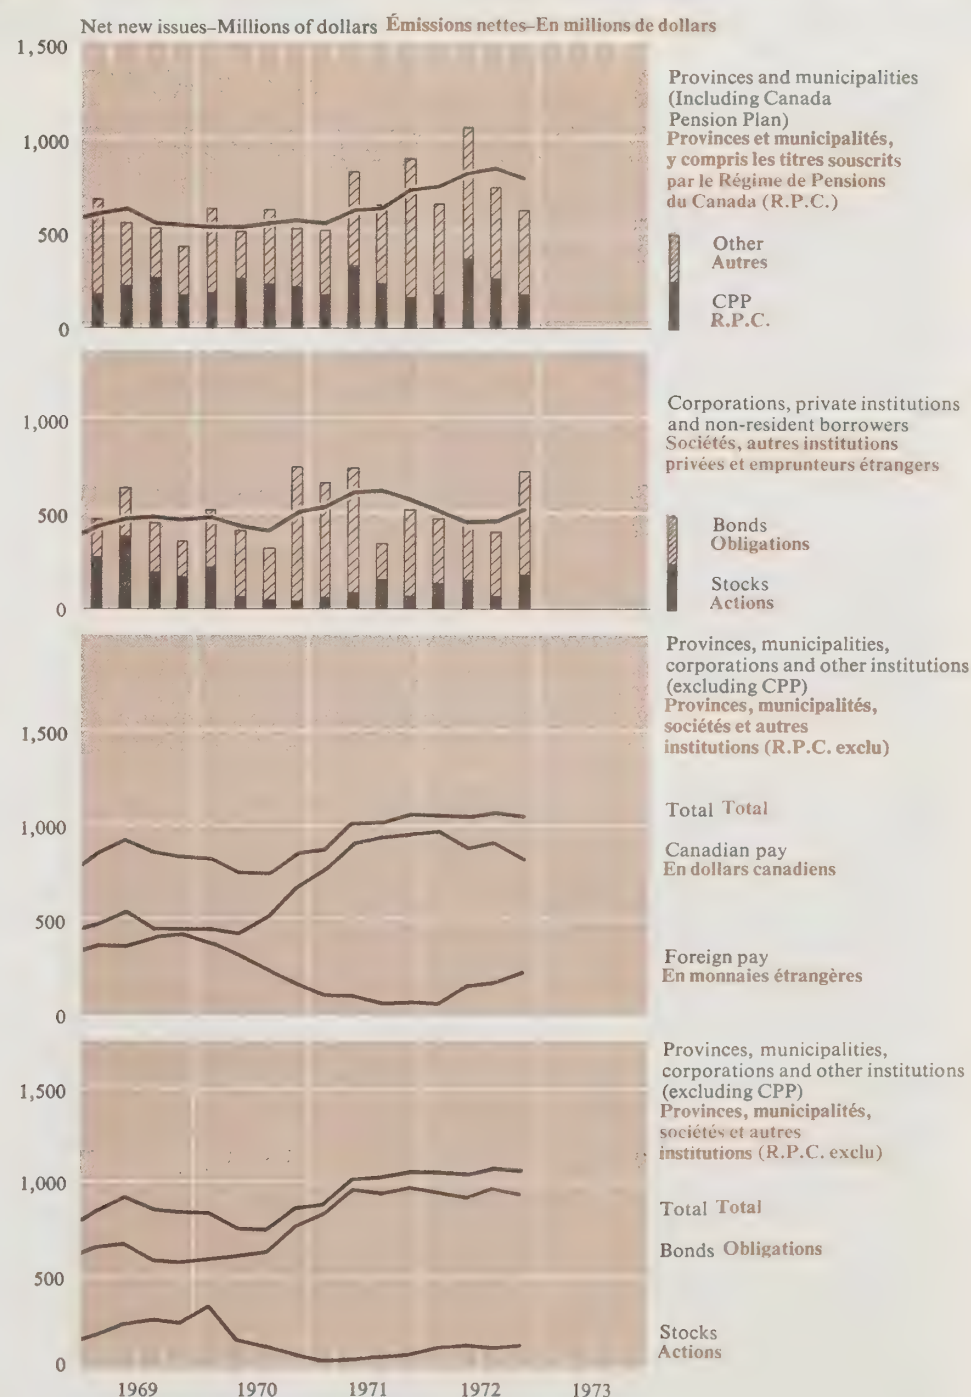 Net new issues–Millions of dollars Émissions nettes–En millions de dollars
1,500
1,000
500
0
Provinces and municipalities
(Including Canada
Pension Plan)
Provinces et municipalités,
y compris les titres souscrits
par le Régime de Pensions
du Canada (R.P.C.)
Other
Autres
CPP
R.P.C.
1,000
500
0
Corporations, private institutions
and non-resident borrowers
Sociétés, autres institutions
privées et emprunteurs étrangers
Bonds
Obligations
Stocks
Actions
1,500
1,000
500
0
Provinces, municipalities,
corporations and other institutions
(excluding CPP)
Provinces, municipalités,
sociétés et autres
institutions (R.P.C. exclu)
Total Total
Canadian pay
En dollars canadiens
Foreign pay
En monnaies étrangères
1,500
1,000
500
0
Provinces, municipalities,
corporations and other institutions
(excluding CPP)
Provinces, municipalités,
sociétés et autres
institutions (R.P.C. exclu)
Total Total
Bonds Obligations
Stocks
Actions
1969 1970 1971 1972 1973